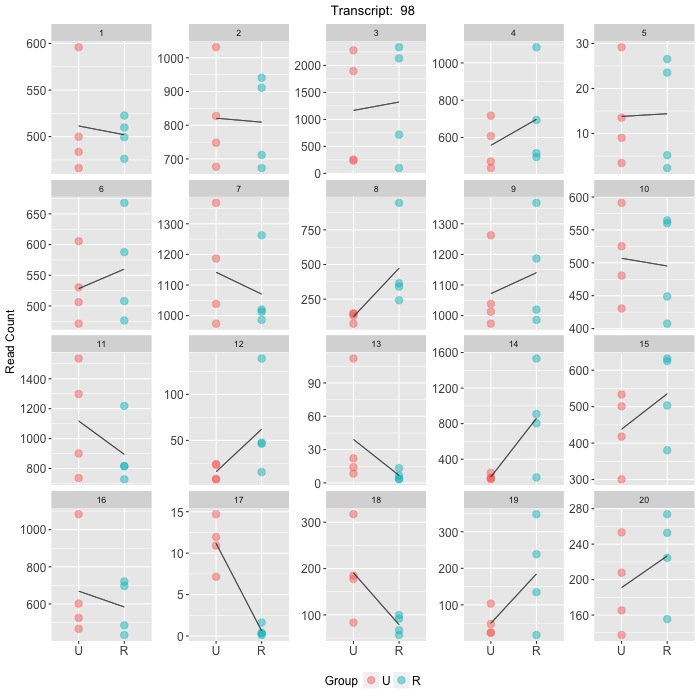 Transcript: 98
1 2 3 4 5
600 1000 2000 1000 30
550 900 1500 800 20
500 800 1000 600 10
700 500
0
6 7 8 9 10
650 1300 750 1300 600
600 1200 500 1200 550
550 1100 250 1100 500
500 1000 1000 450
400
Read Count
11 12 13 14 15
1400 100 90 1600 600
1200 50 60 1200 500
1000 30 800 400
800 0 400 300
16 17 18 19 20
1000 15 300 300 280
800 10 200 200 240
600 5 100 100 200
0 160
U R U R U R U R U R
Group U R